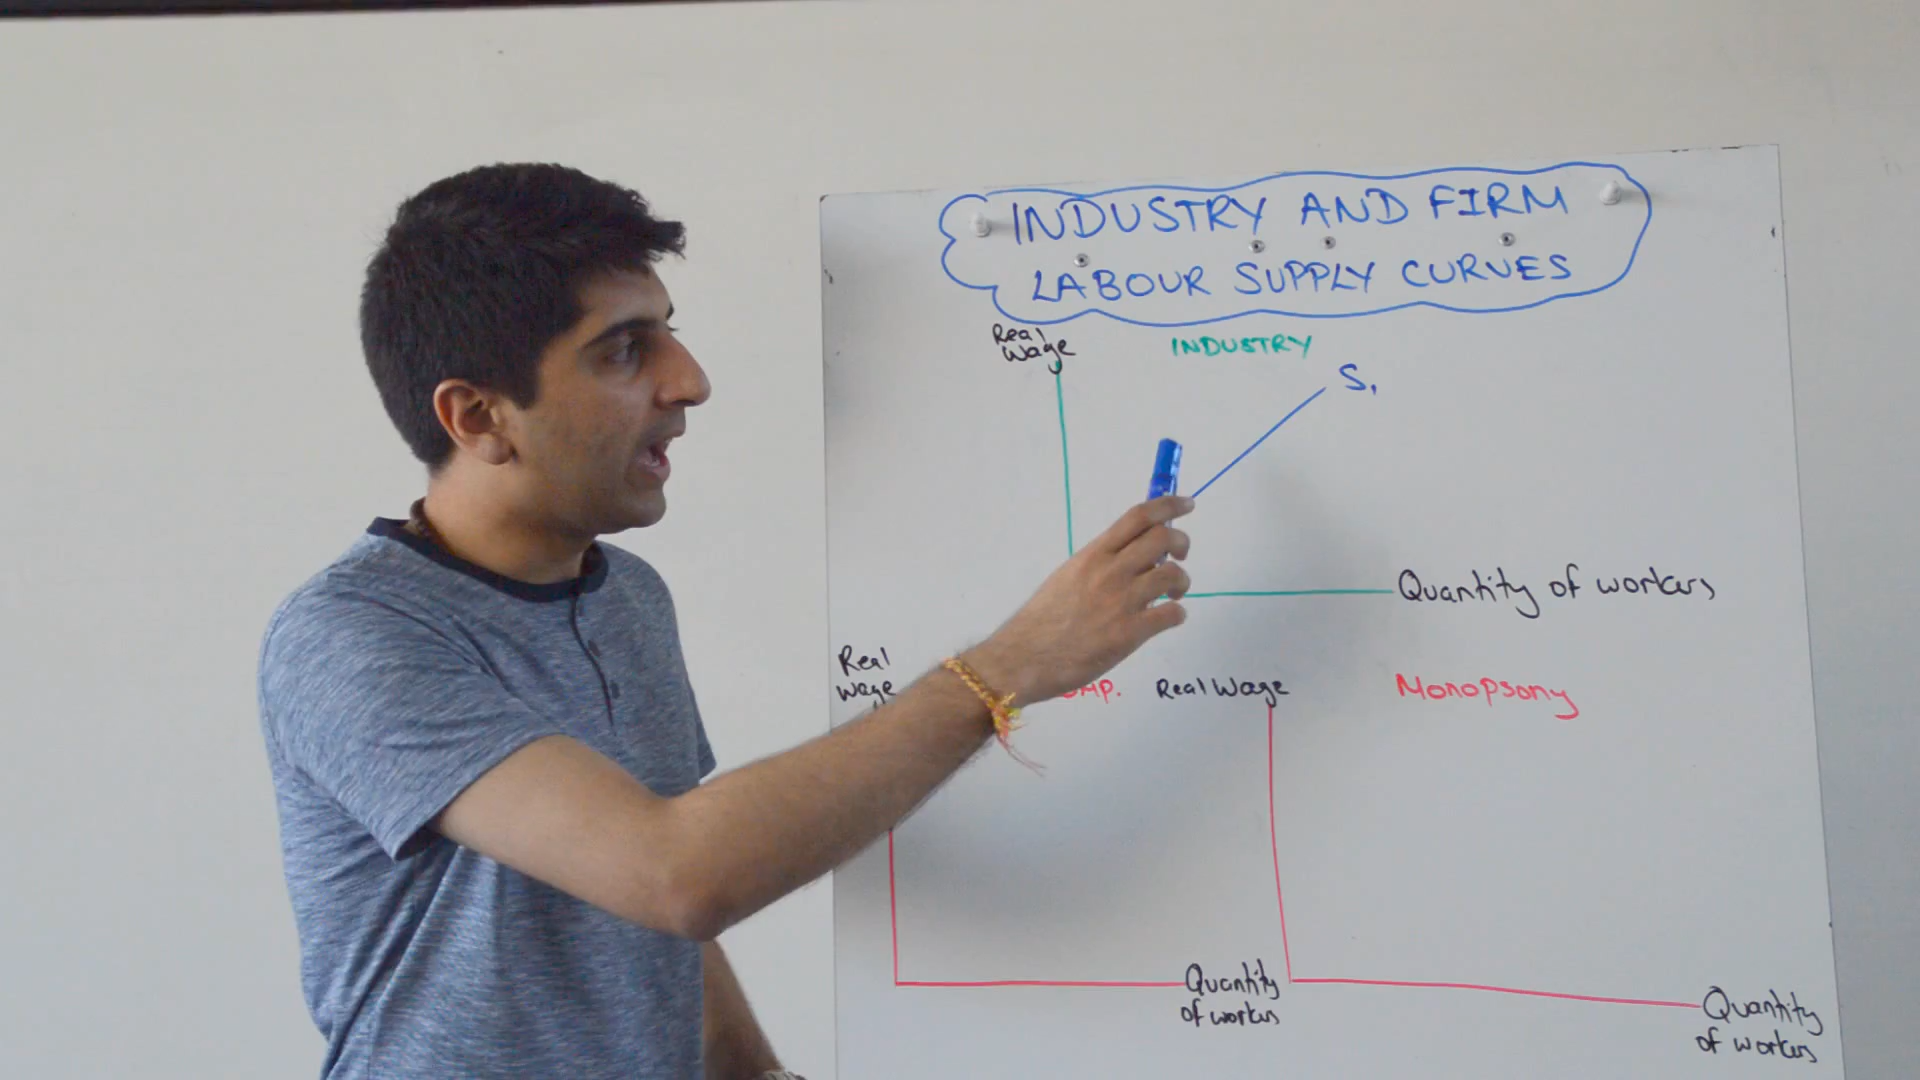 INDUSTRY AND FIRM
LABOUR SUPPLY CURVES
Real
Wage
INDUSTRY
S1
Quantity of workers
Real
Wage
Real Wage
Monopsony
Quantity
of workers
Quantity
of workers